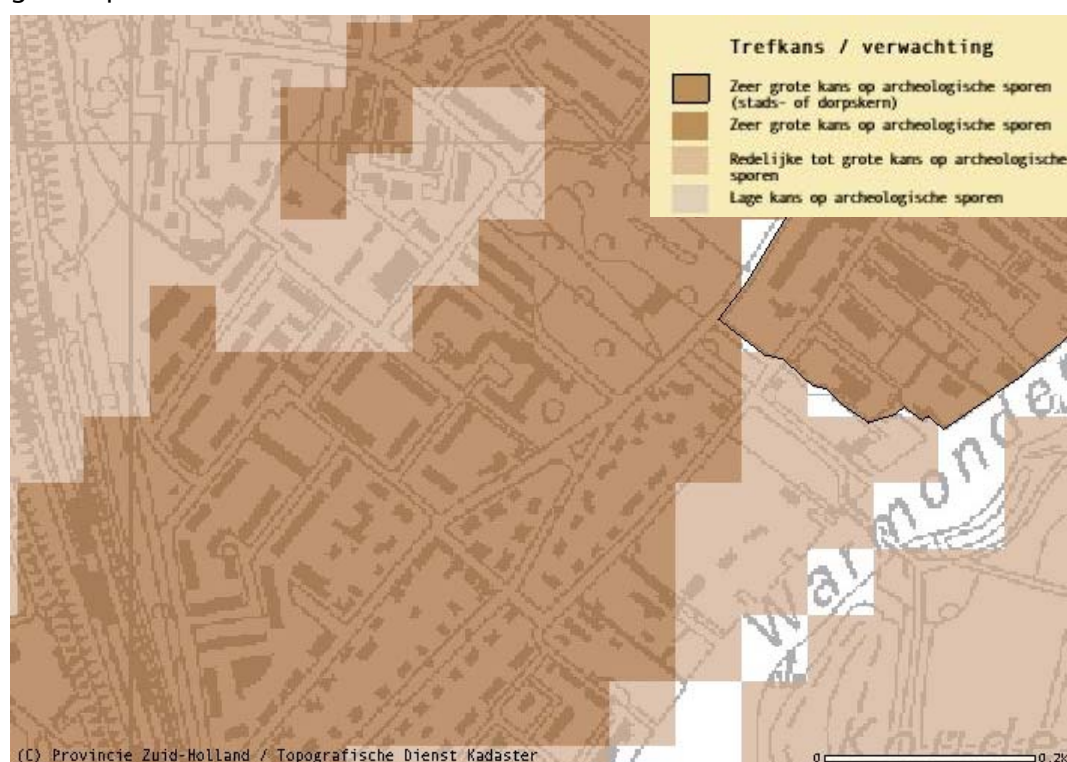 Trefkans / verwachting
Zeer grote kans op archeologische sporen
(stads- of dorpskern)
Zeer grote kans op archeologische sporen
Redelijke tot grote kans op archeologische
sporen
Lage kans op archeologische sporen
Warmonder
(C) Provincie Zuid-Holland / Topografische Dienst Kadaster
0